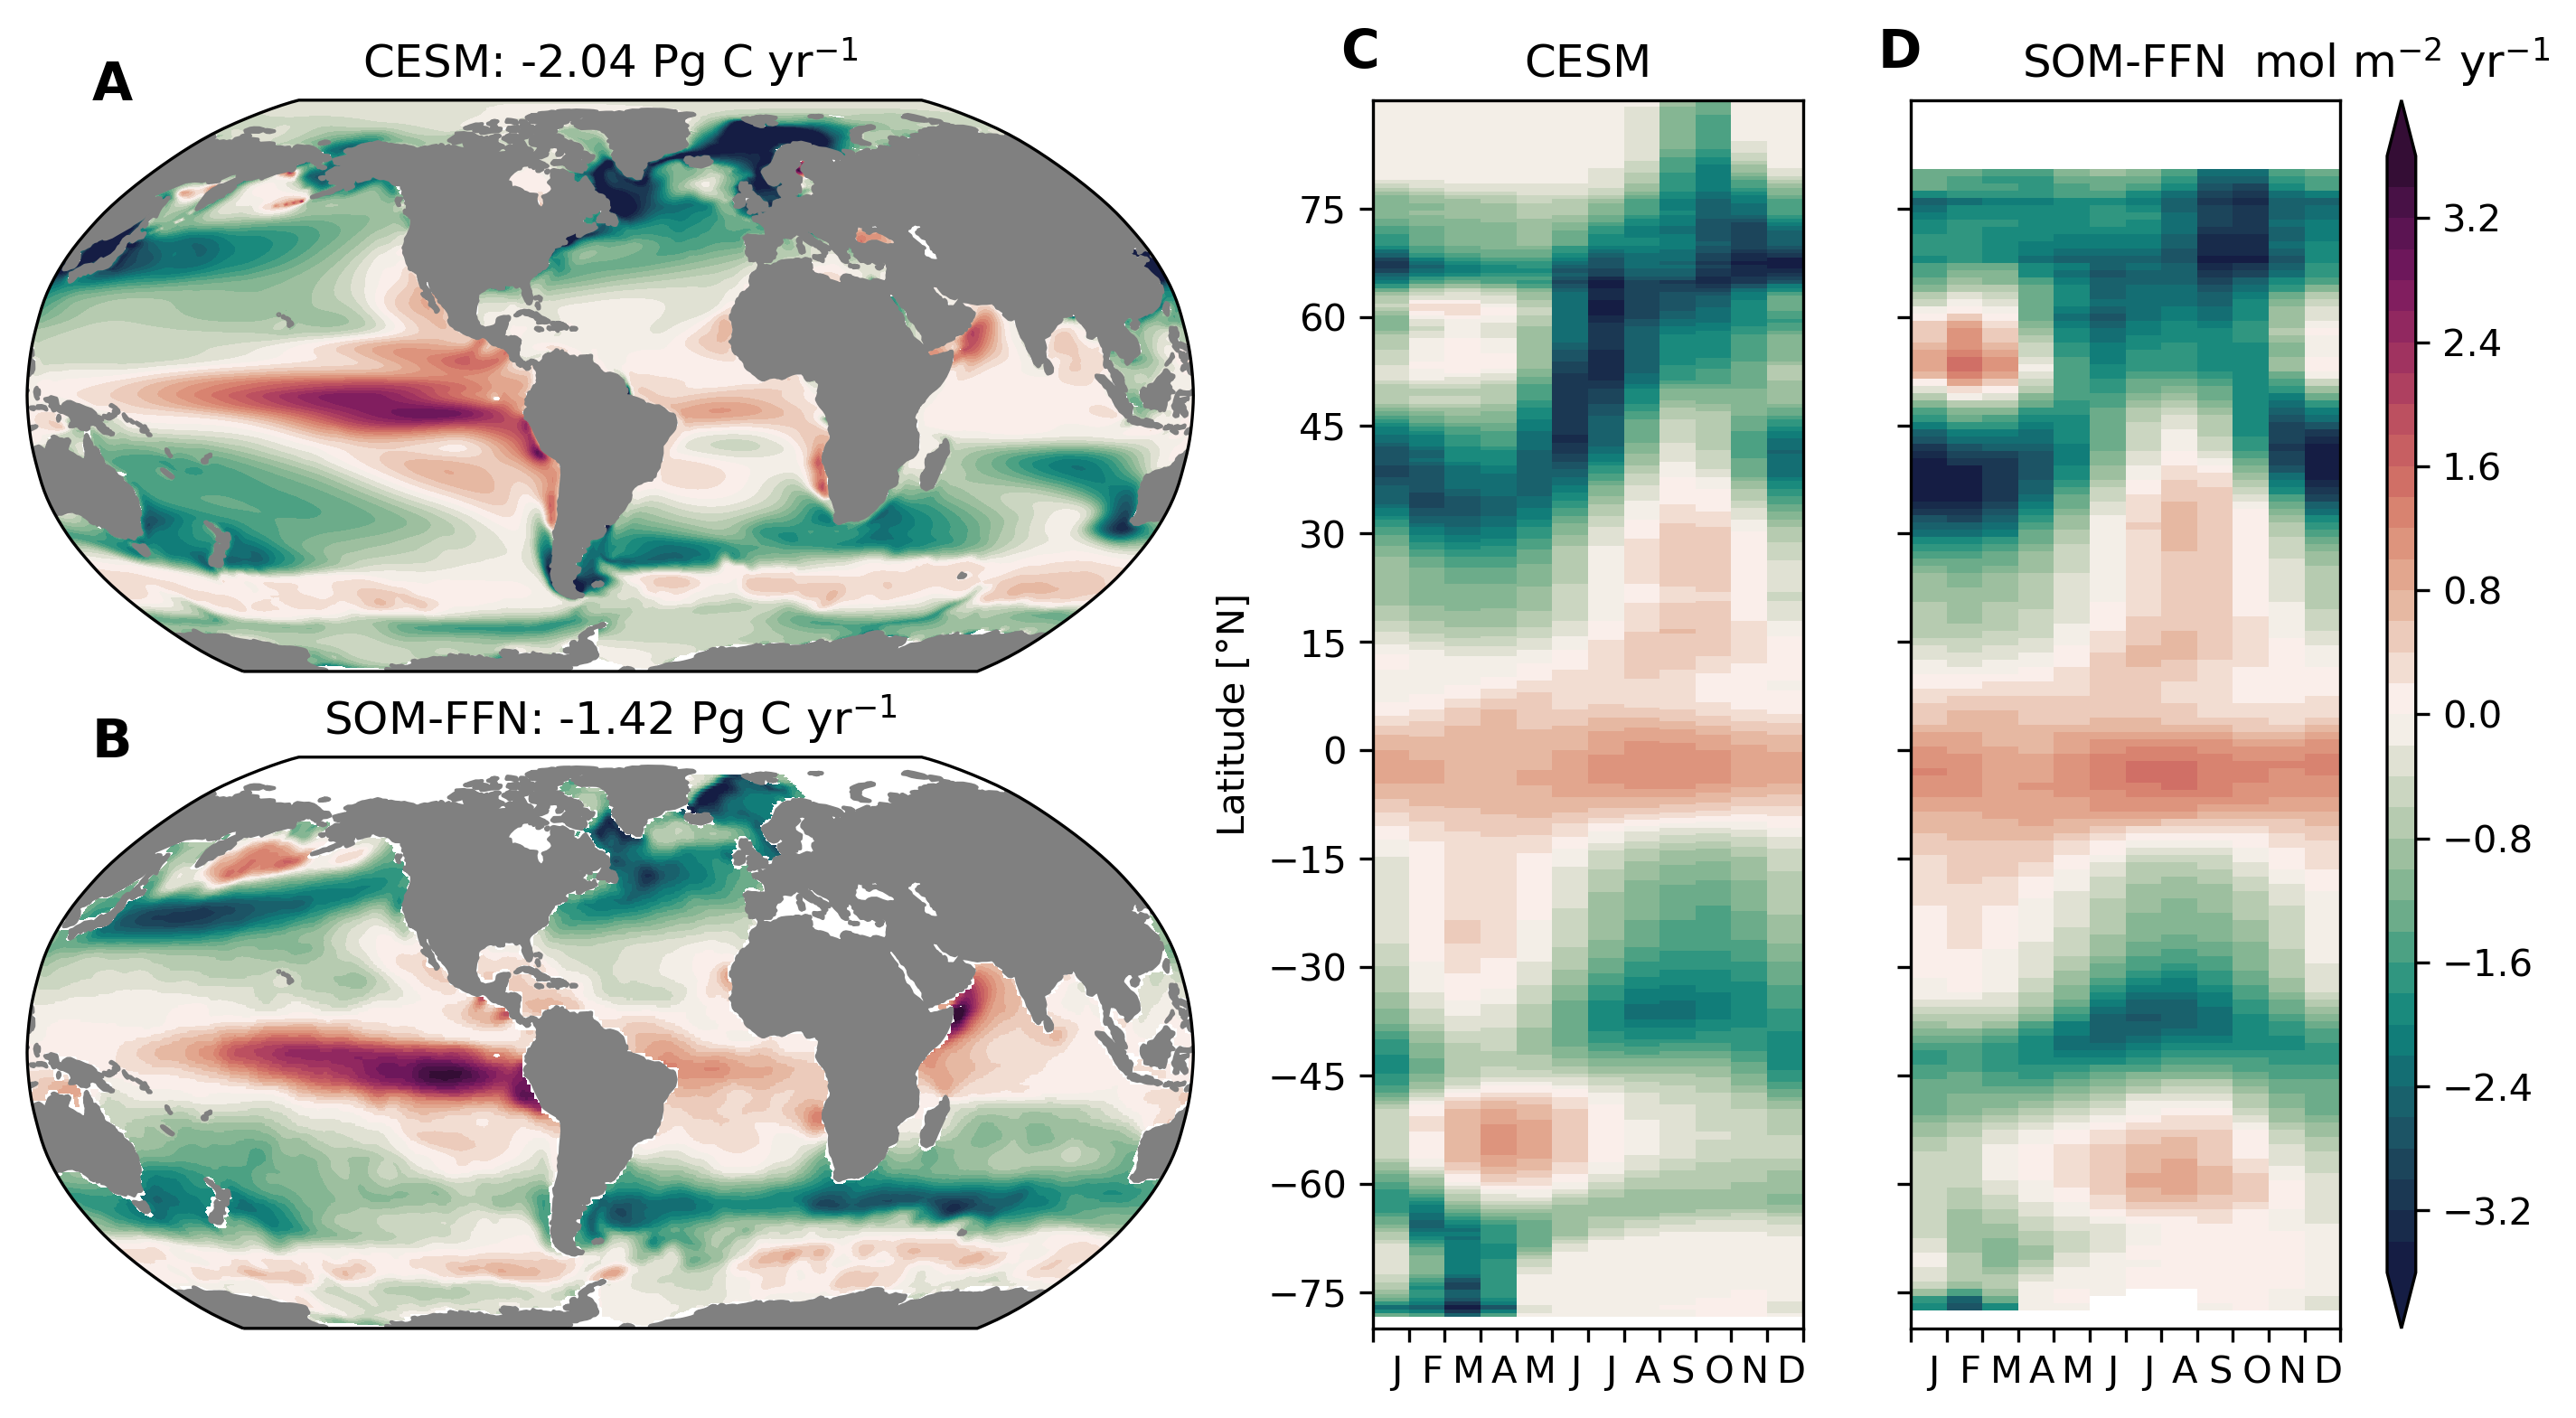 A
CESM: -2.04 Pg C yr⁻¹
B
SOM-FFN: -1.42 Pg C yr⁻¹
C
CESM
Latitude [°N]
75
60
45
30
15
0
−15
−30
−45
−60
−75
J F M A M J J A S O N D
D
SOM-FFN
J F M A M J J A S O N D
mol m⁻² yr⁻¹
3.2
2.4
1.6
0.8
0.0
−0.8
−1.6
−2.4
−3.2